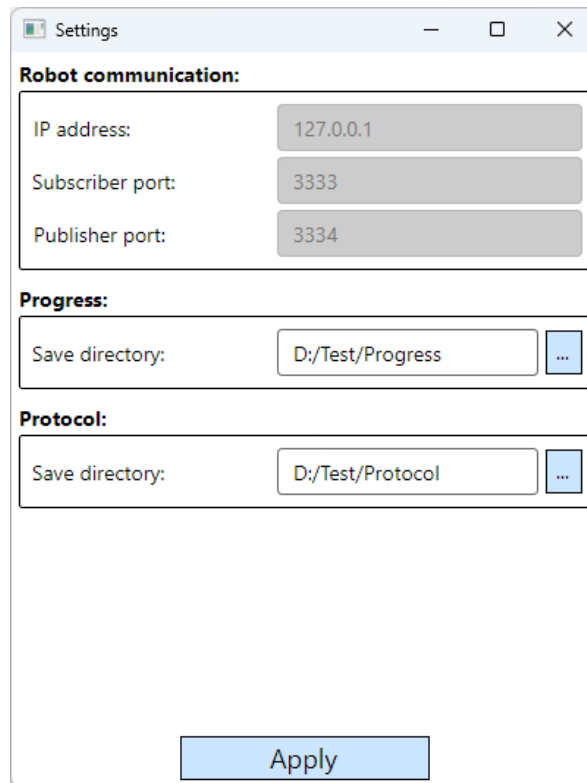 Settings
Robot communication:
IP address: 127.0.0.1
Subscriber port: 3333
Publisher port: 3334
Progress:
Save directory: D:/Test/Progress ...
Protocol:
Save directory: D:/Test/Protocol ...
Apply